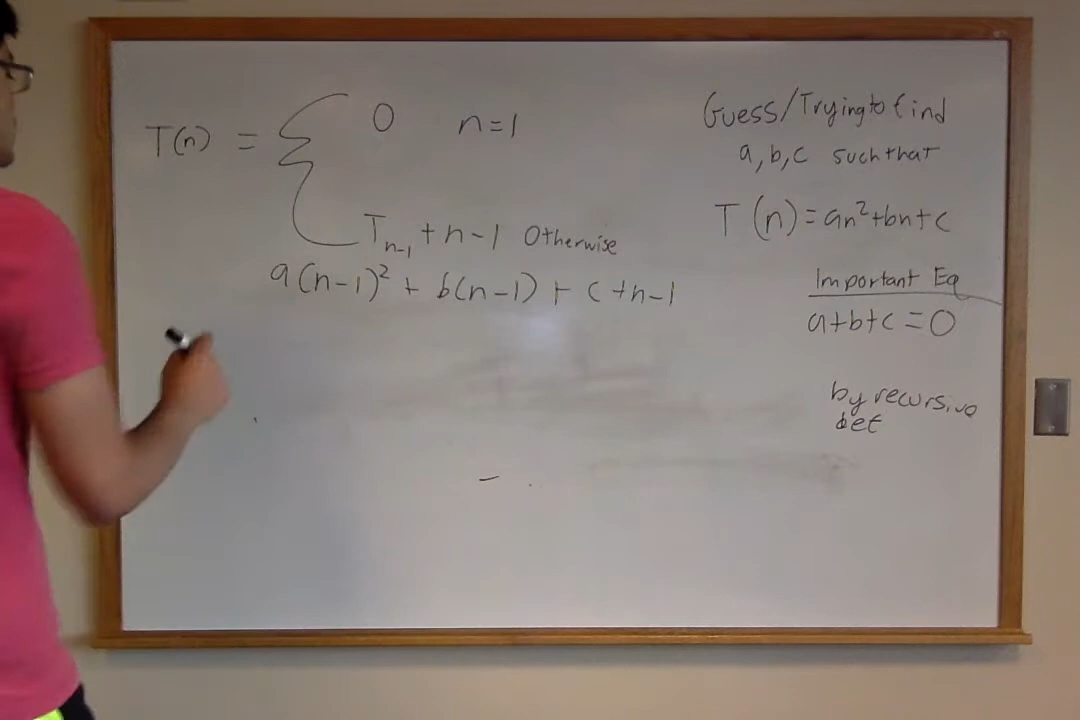 T(n) = { 0 n=1
T_{n-1} + n-1 Otherwise
a(n-1)² + b(n-1) + c +n-1
Guess/Trying to find
a, b, c such that
T(n)=an²+bn+c
Important Eq
a+b+c=0
by recursive
def